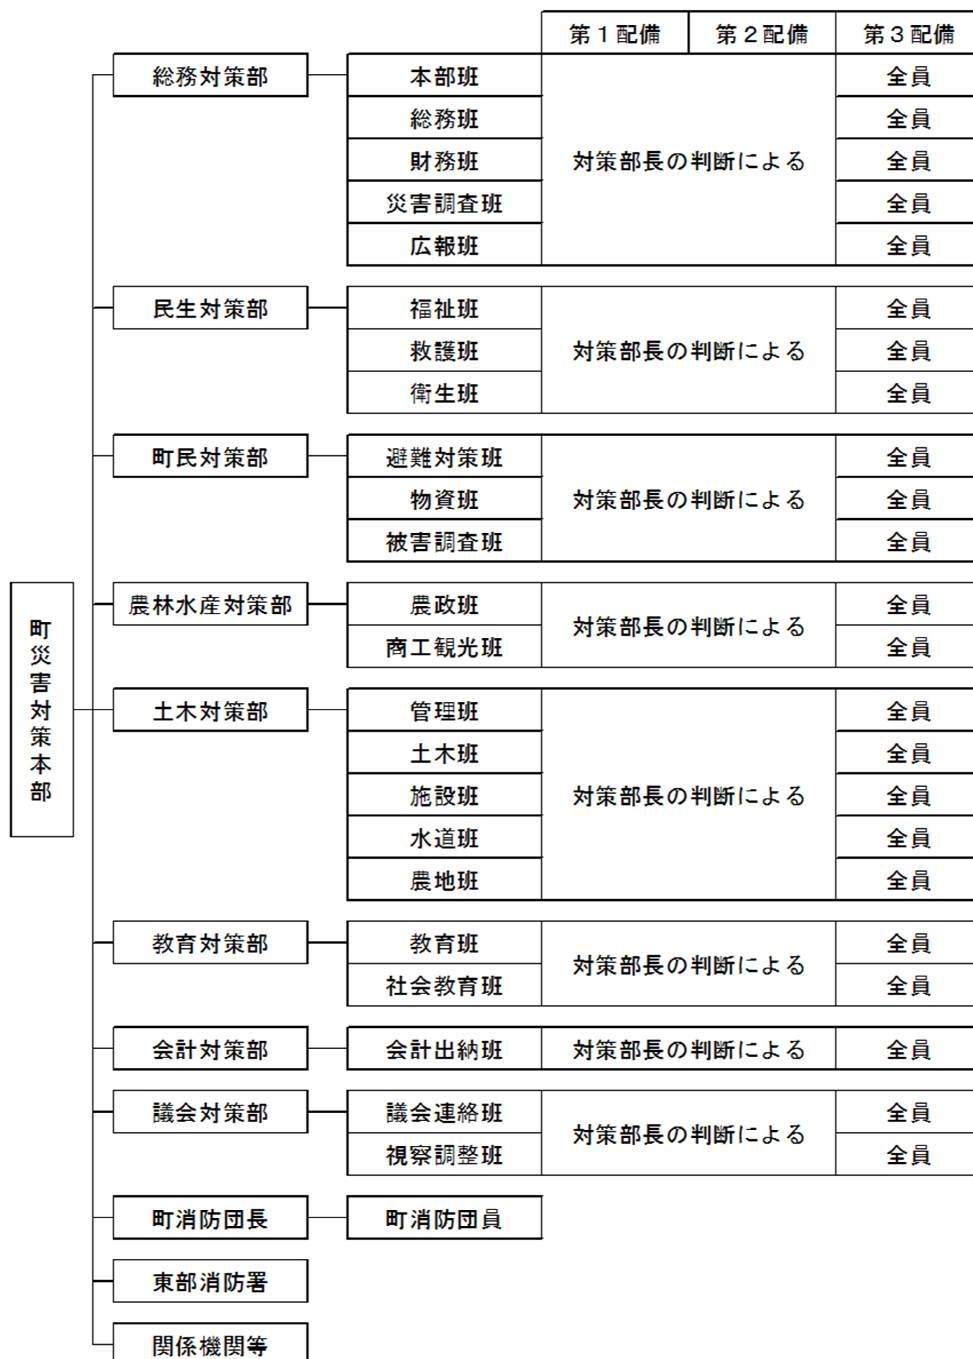 第１配備 第２配備 第３配備
総務対策部 本部班 全員
総務班 全員
財務班 対策部長の判断による 全員
災害調査班 全員
広報班 全員
民生対策部 福祉班 全員
救護班 対策部長の判断による 全員
衛生班 全員
町民対策部 避難対策班 全員
物資班 対策部長の判断による 全員
被害調査班 全員
町災害対策本部
農林水産対策部 農政班 対策部長の判断による 全員
商工観光班 全員
土木対策部 管理班 全員
土木班 全員
施設班 対策部長の判断による 全員
水道班 全員
農地班 全員
教育対策部 教育班 対策部長の判断による 全員
社会教育班 全員
会計対策部 会計出納班 対策部長の判断による 全員
議会対策部 議会連絡班 対策部長の判断による 全員
視察調整班 全員
町消防団長 町消防団員
東部消防署
関係機関等